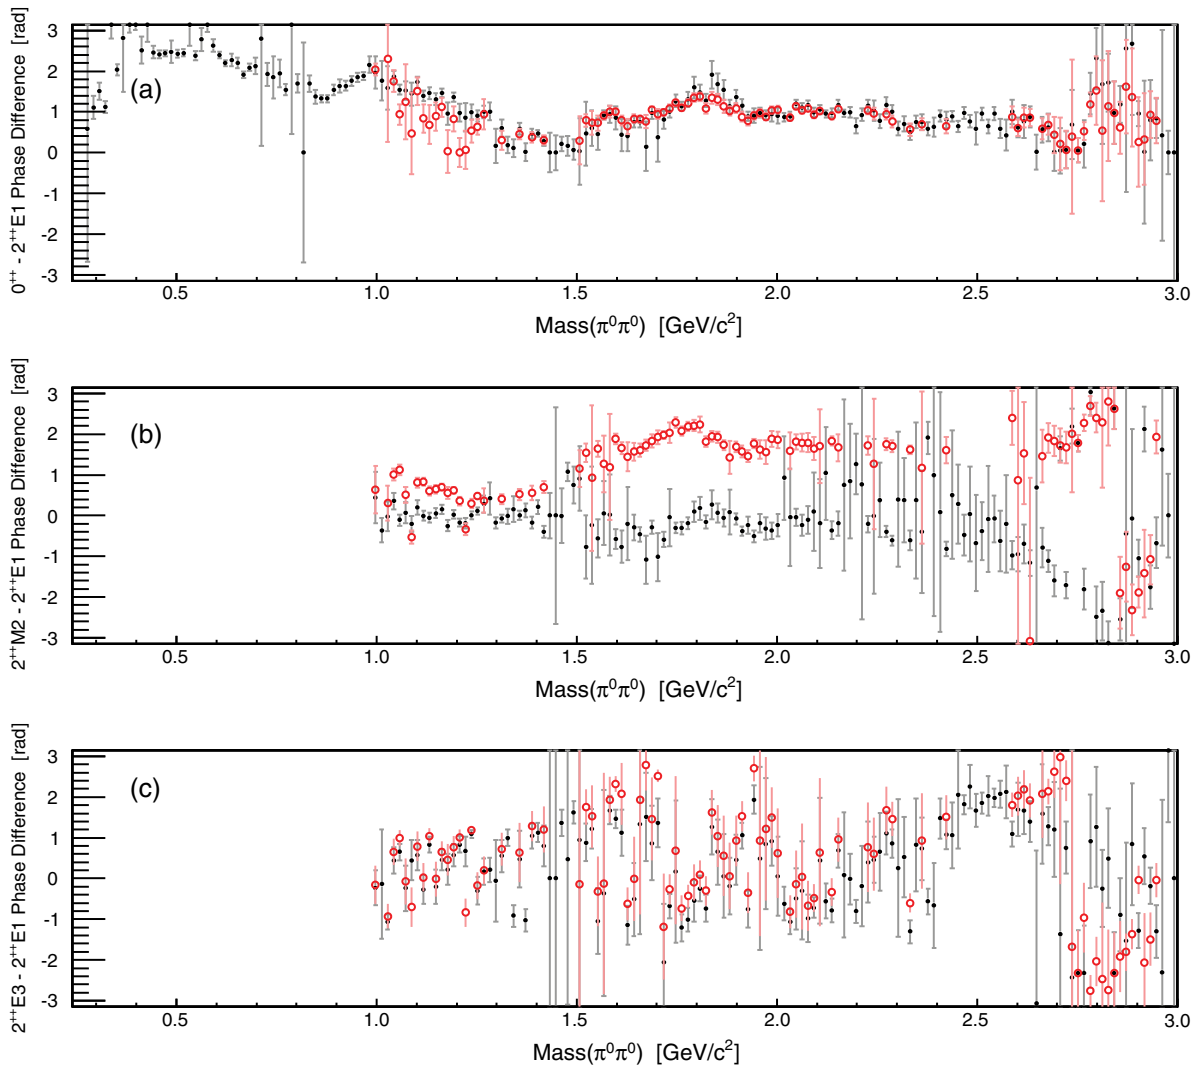 0⁺⁺ - 2⁺⁺E1 Phase Difference [rad]
3
2
1
0
-1
-2
-3
(a)
0.5 1.0 1.5 2.0 2.5 3.0
Mass(π⁰π⁰) [GeV/c²]
2⁺⁺M2 - 2⁺⁺E1 Phase Difference [rad]
3
2
1
0
-1
-2
-3
(b)
0.5 1.0 1.5 2.0 2.5 3.0
Mass(π⁰π⁰) [GeV/c²]
2⁺⁺E3 - 2⁺⁺E1 Phase Difference [rad]
3
2
1
0
-1
-2
-3
(c)
0.5 1.0 1.5 2.0 2.5 3.0
Mass(π⁰π⁰) [GeV/c²]